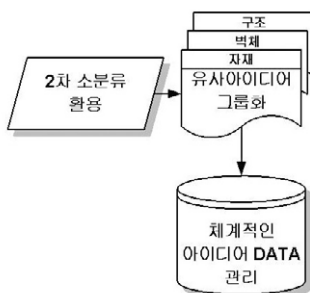 구조
벽체
자재
2차 소분류
활용
유사아이디어
그룹화
체계적인
아이디어 DATA
관리